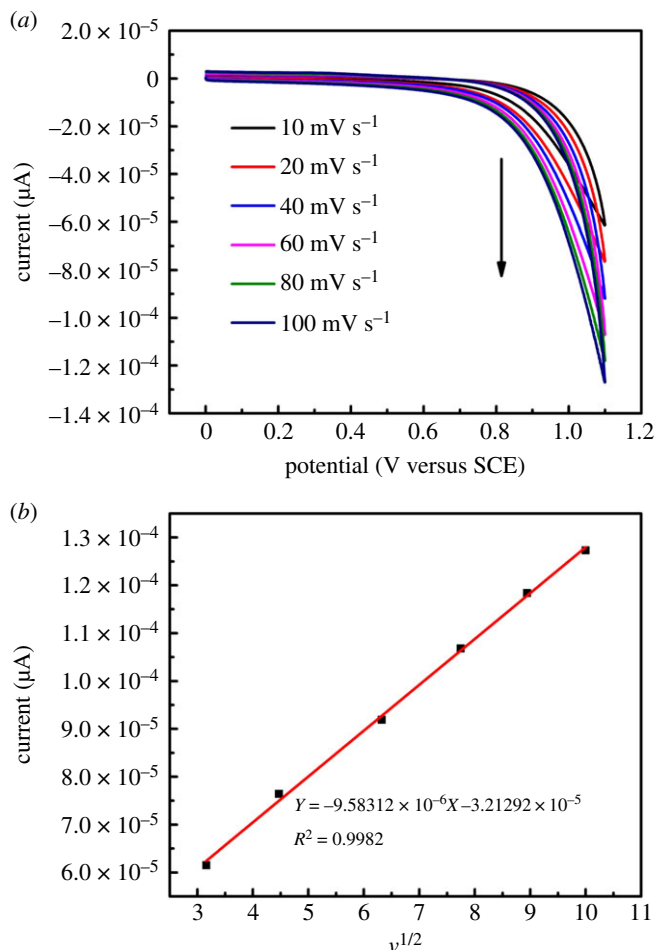 (a)
2.0 × 10⁻⁵
0
−2.0 × 10⁻⁵
−4.0 × 10⁻⁵
−6.0 × 10⁻⁵
−8.0 × 10⁻⁵
−1.0 × 10⁻⁴
−1.2 × 10⁻⁴
−1.4 × 10⁻⁴
current (μA)
10 mV s⁻¹
20 mV s⁻¹
40 mV s⁻¹
60 mV s⁻¹
80 mV s⁻¹
100 mV s⁻¹
0 0.2 0.4 0.6 0.8 1.0 1.2
potential (V versus SCE)
(b)
1.3 × 10⁻⁴
1.2 × 10⁻⁴
1.1 × 10⁻⁴
1.0 × 10⁻⁴
9.0 × 10⁻⁵
8.0 × 10⁻⁵
7.0 × 10⁻⁵
6.0 × 10⁻⁵
current (μA)
Y = −9.58312 × 10⁻⁶X −3.21292 × 10⁻⁵
R² = 0.9982
3 4 5 6 7 8 9 10 11
ν¹/²